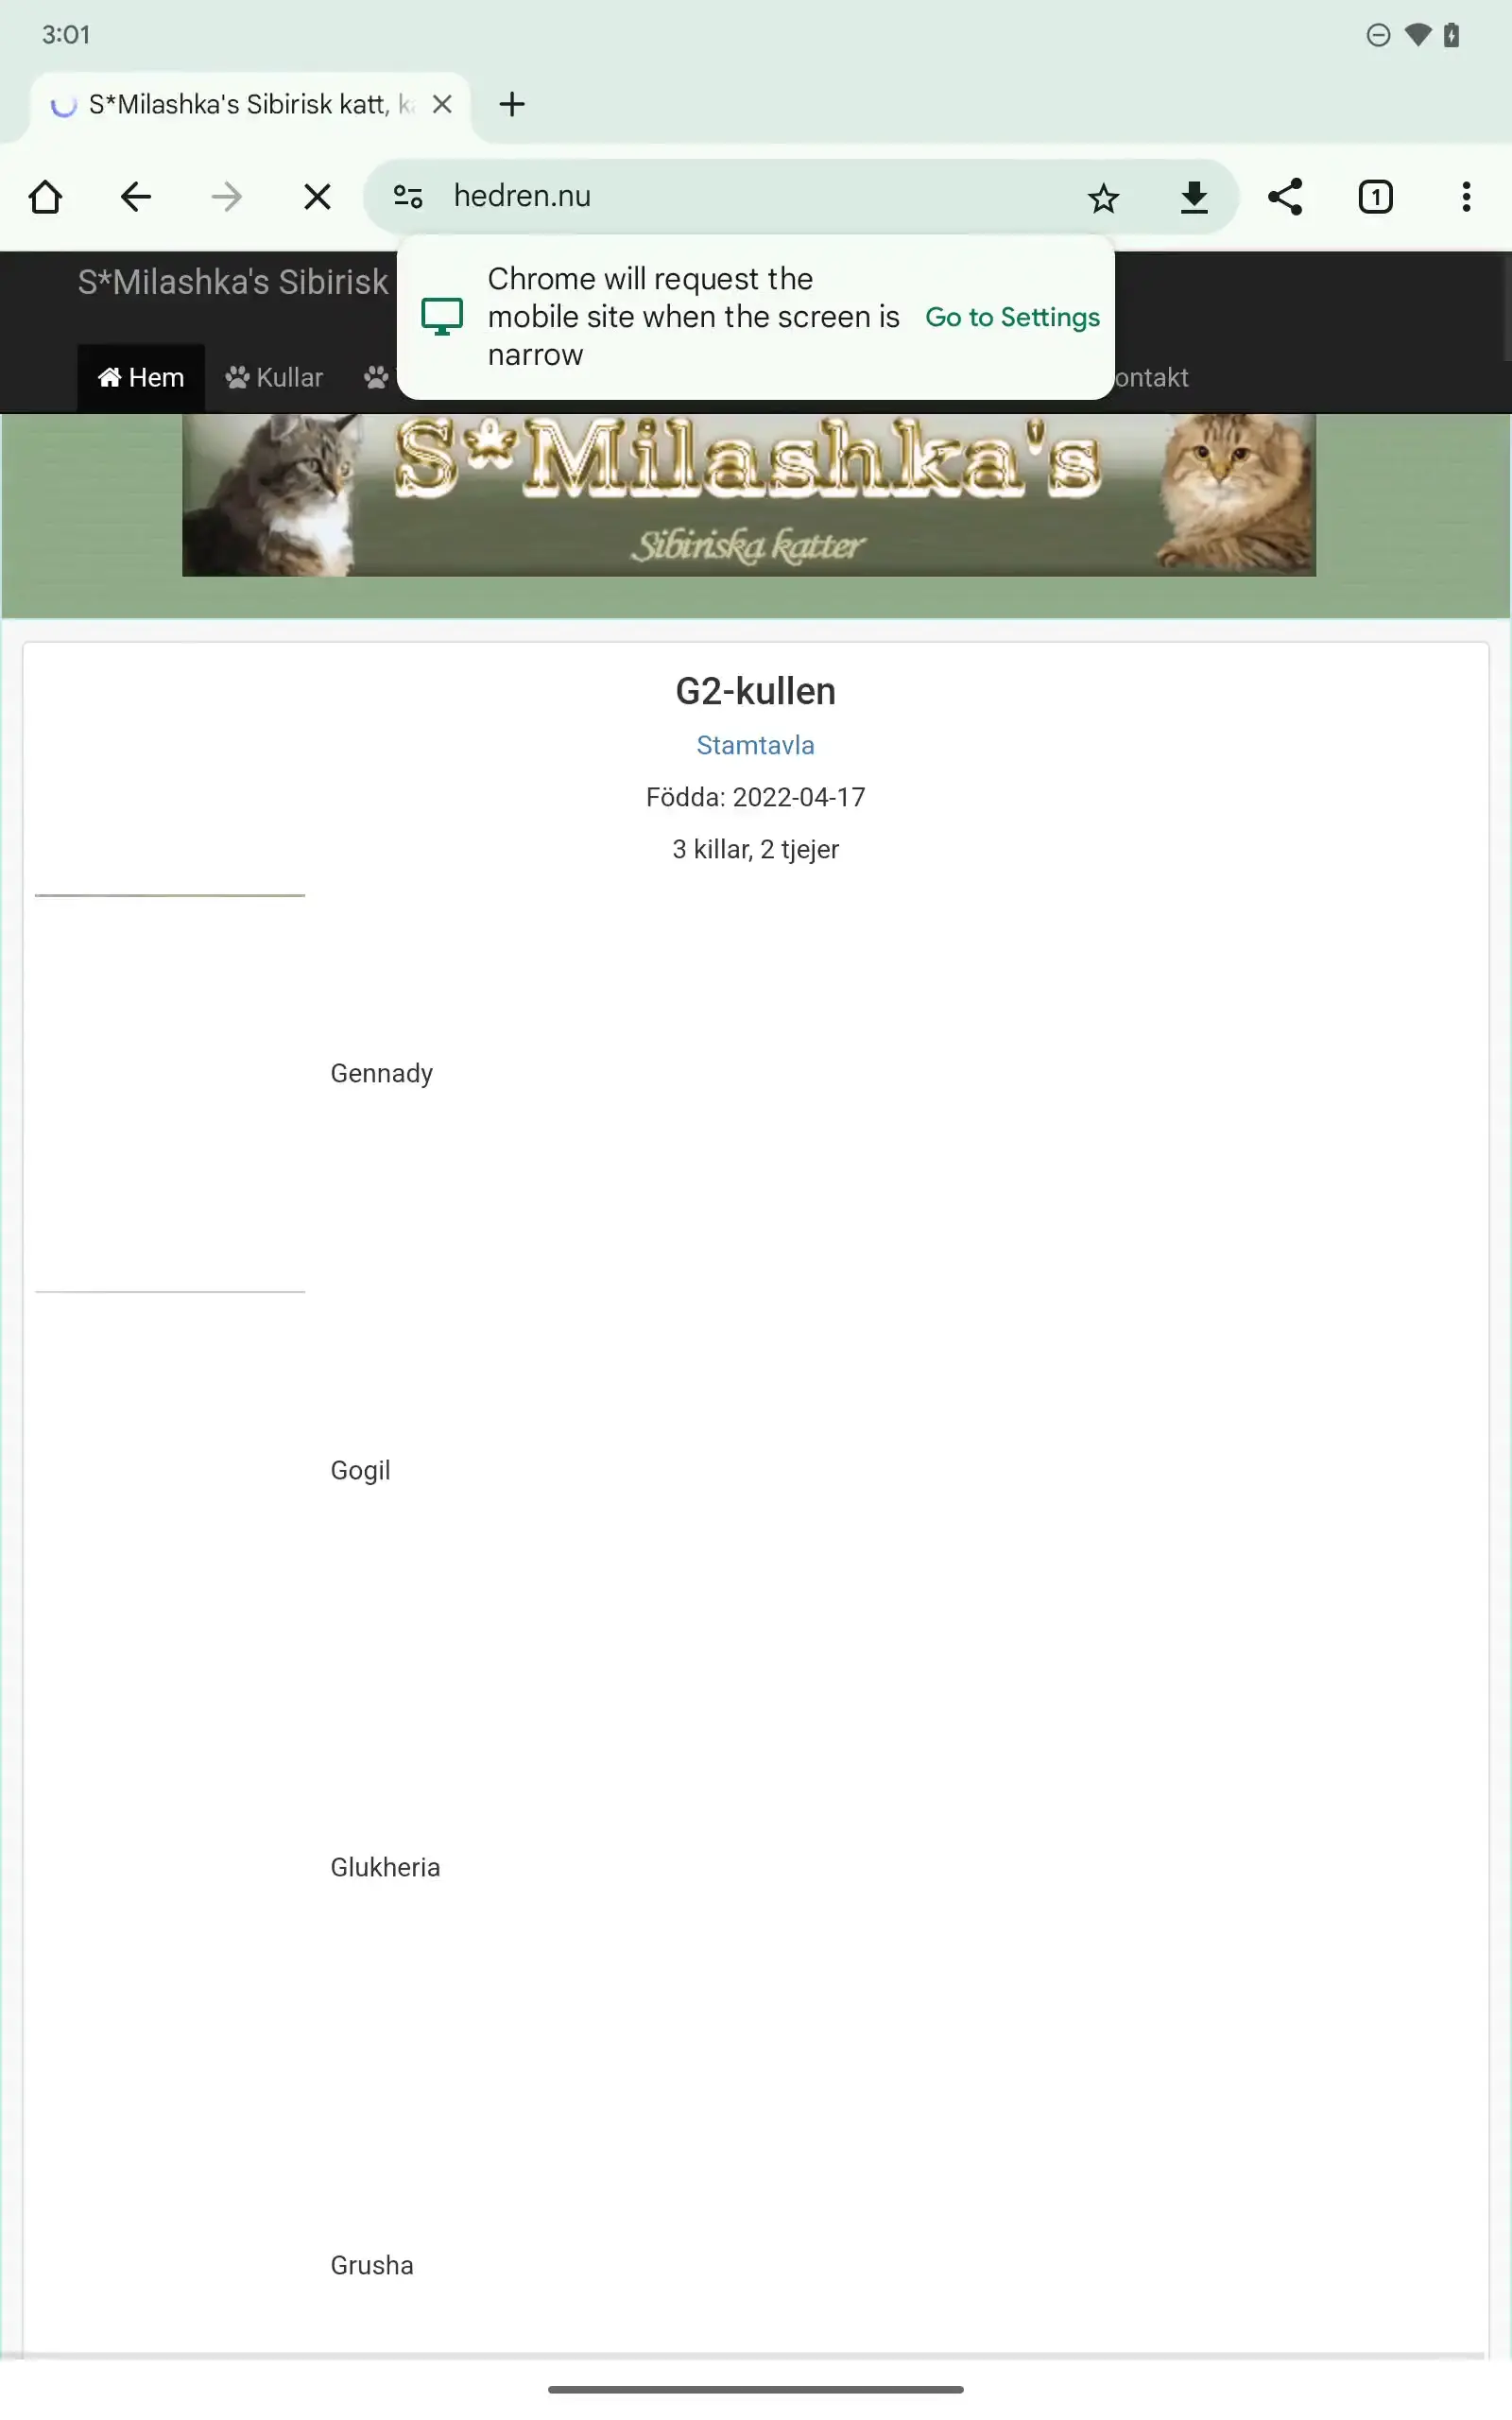 3:01
S*Milashka's Sibirisk katt,
hedren.nu
1
S*Milashka's Sibirisk
Chrome will request the
mobile site when the screen is
narrow
Go to Settings
Hem
Kullar
ontakt
S*Milashka's
Sibiriska katter
G2-kullen
Stamtavla
Födda: 2022-04-17
3 killar, 2 tjejer
Gennady
Gogil
Glukheria
Grusha